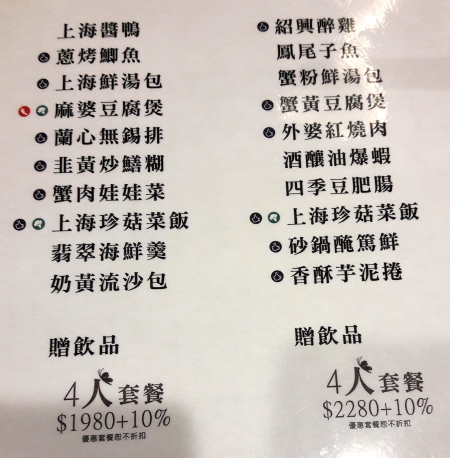 上海醬鴨
蔥烤鯽魚
上海鮮湯包
麻婆豆腐煲
蘭心無錫排
韭黃炒鱔糊
蟹肉娃娃菜
上海珍菇菜飯
翡翠海鮮羹
奶黃流沙包
贈飲品
4人套餐
$1980+10%
優惠套餐恕不折扣
紹興醉雞
鳳尾子魚
蟹粉鮮湯包
蟹黃豆腐煲
外婆紅燒肉
酒釀油爆蝦
四季豆肥腸
上海珍菇菜飯
砂鍋醃篤鮮
香酥芋泥捲
贈飲品
4人套餐
$2280+10%
優惠套餐恕不折扣